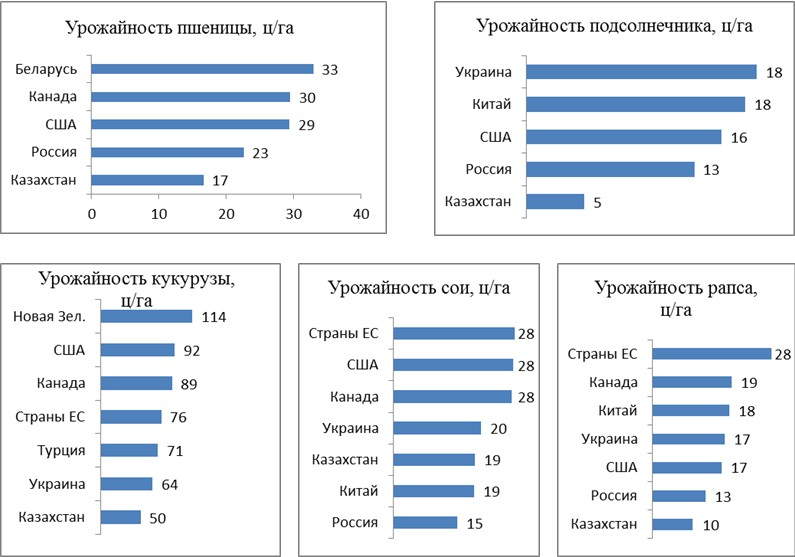 Урожайность пшеницы, ц/га
Беларусь 33
Канада 30
США 29
Россия 23
Казахстан 17
0 10 20 30 40
Урожайность подсолнечника, ц/га
Украина 18
Китай 18
США 16
Россия 13
Казахстан 5
Урожайность кукурузы,
ц/га
Новая Зел. 114
США 92
Канада 89
Страны ЕС 76
Турция 71
Украина 64
Казахстан 50
Урожайность сои, ц/га
Страны ЕС 28
США 28
Канада 28
Украина 20
Казахстан 19
Китай 19
Россия 15
Урожайность рапса,
ц/га
Страны ЕС 28
Канада 19
Китай 18
Украина 17
США 17
Россия 13
Казахстан 10